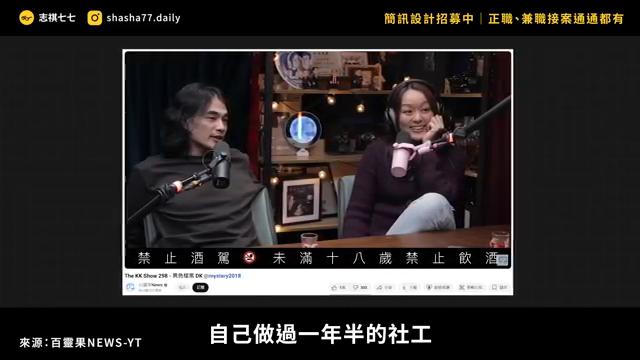 志祺七七
shasha77.daily
簡訊設計招募中｜正職、兼職接案通通都有
禁止酒駕 未滿十八歲禁止飲酒
The KK Show 298 - 異色檔案 DK @mystery2018
自己做過一年半的社工
來源：百靈果NEWS-YT